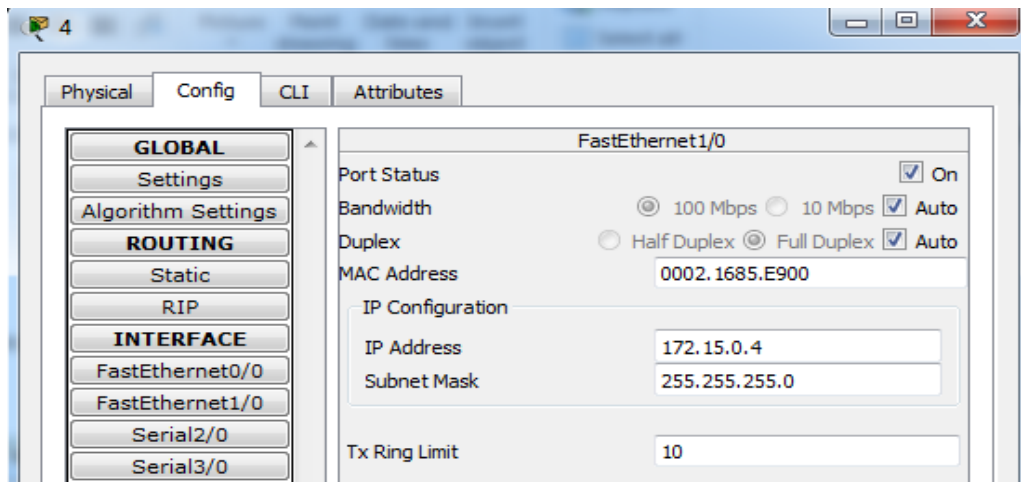 4
Physical Config CLI Attributes
GLOBAL
Settings
Algorithm Settings
ROUTING
Static
RIP
INTERFACE
FastEthernet0/0
FastEthernet1/0
Serial2/0
Serial3/0
FastEthernet1/0
Port Status On
Bandwidth 100 Mbps 10 Mbps Auto
Duplex Half Duplex Full Duplex Auto
MAC Address 0002.1685.E900
IP Configuration
IP Address 172.15.0.4
Subnet Mask 255.255.255.0
Tx Ring Limit 10